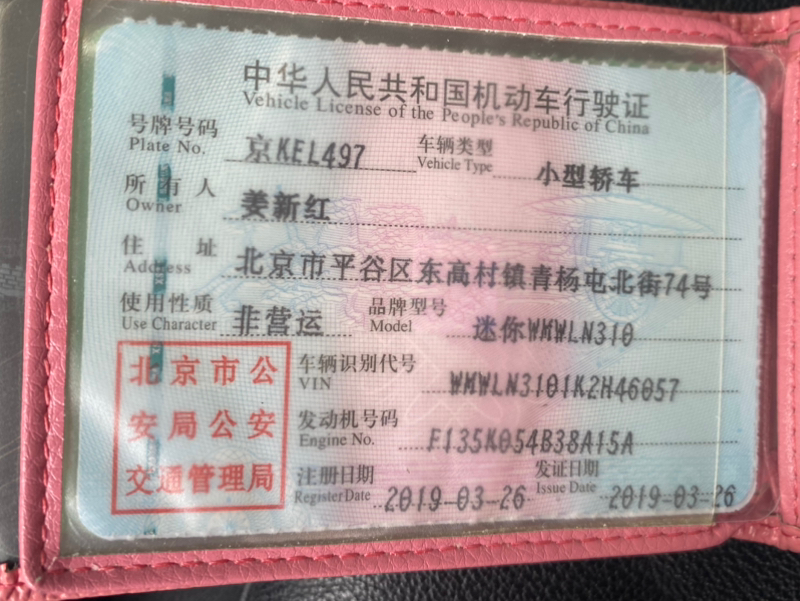 中华人民共和国机动车行驶证
Vehicle License of the People's Republic of China
号牌号码 京KEL497 车辆类型 小型轿车
Plate No. Vehicle Type
所有人 姜新红
Owner
住址 北京市平谷区东高村镇青杨屯北街74号
Address
使用性质 非营运 品牌型号 迷你WMWLN310
Use Character Model
北京市公
安局公安
交通管理局
车辆识别代号 WMWLN3101K2H46057
VIN
发动机号码 F135K054B38A15A
Engine No.
注册日期 2019-03-26 发证日期 2019-03-26
Register Date Issue Date